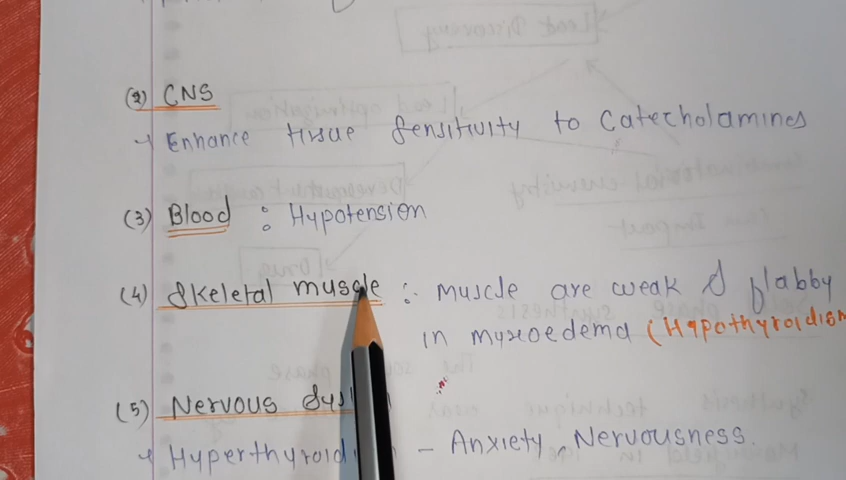 (2) CNS
Enhance tissue Sensitivity to Catecholamines
(3) Blood : Hypotension
(4) Skeletal muscle :- Muscle are weak & flabby
in myxoedema (Hypothyroidism
(5) Nervous
Hyperthyroid - Anxiety, Nervousness.